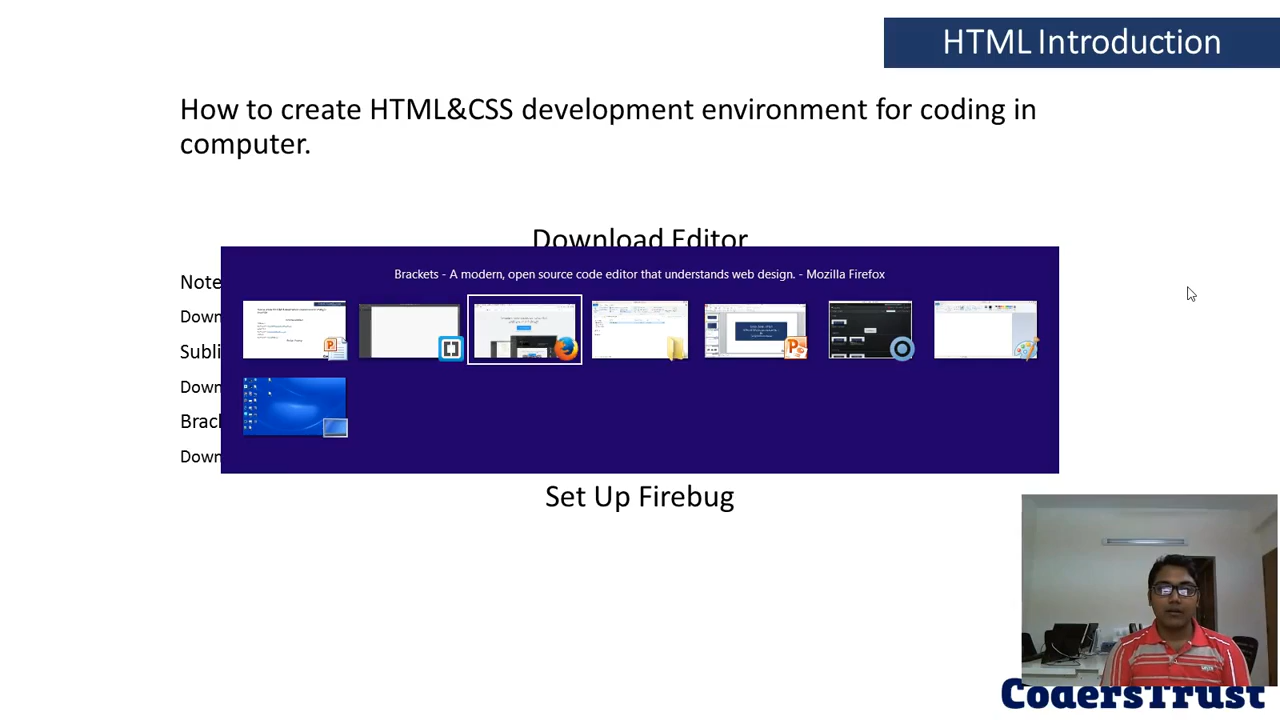 HTML Introduction
How to create HTML&CSS development environment for coding in
computer.
Download Editor
Brackets - A modern, open source code editor that understands web design. - Mozilla Firefox
Note
Down
Subli
Down
Brac
Down
Set Up Firebug
CodersTrust